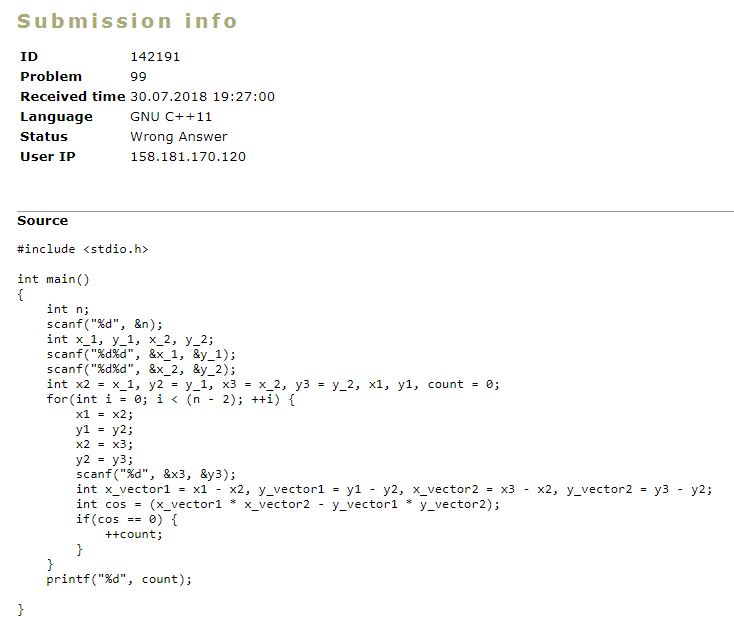 Submission info
ID 142191
Problem 99
Received time 30.07.2018 19:27:00
Language GNU C++11
Status Wrong Answer
User IP 158.181.170.120
Source
#include <stdio.h>
int main()
{
    int n;
    scanf("%d", &n);
    int x_1, y_1, x_2, y_2;
    scanf("%d%d", &x_1, &y_1);
    scanf("%d%d", &x_2, &y_2);
    int x2 = x_1, y2 = y_1, x3 = x_2, y3 = y_2, x1, y1, count = 0;
    for(int i = 0; i < (n - 2); ++i) {
        x1 = x2;
        y1 = y2;
        x2 = x3;
        y2 = y3;
        scanf("%d", &x3, &y3);
        int x_vector1 = x1 - x2, y_vector1 = y1 - y2, x_vector2 = x3 - x2, y_vector2 = y3 - y2;
        int cos = (x_vector1 * x_vector2 - y_vector1 * y_vector2);
        if(cos == 0) {
            ++count;
        }
    }
    printf("%d", count);
}